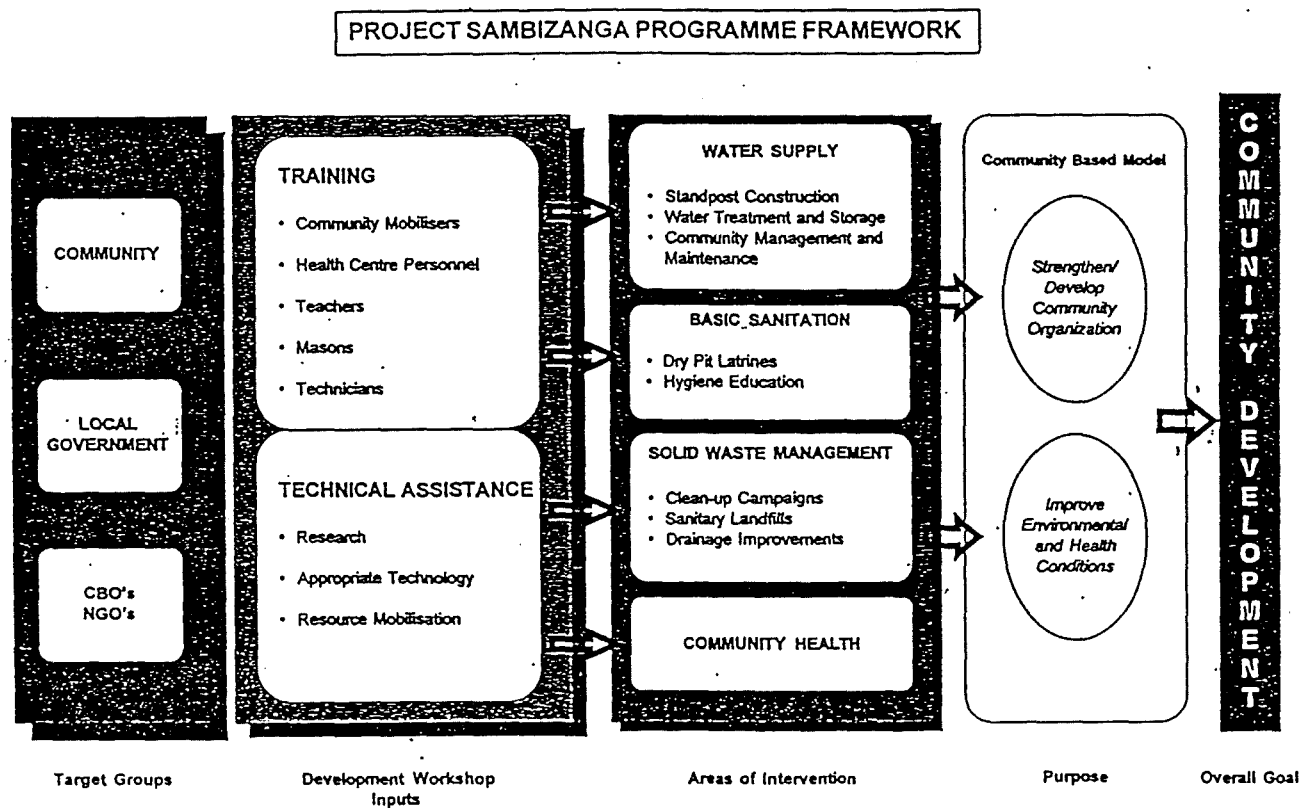 PROJECT SAMBIZANGA PROGRAMME FRAMEWORK
COMMUNITY
LOCAL
GOVERNMENT
CBO's
NGO's
Target Groups
TRAINING
• Community Mobilisers
• Health Centre Personnel
• Teachers
• Masons
• Technicians
TECHNICAL ASSISTANCE
• Research
• Appropriate Technology
• Resource Mobilisation
Development Workshop
Inputs
WATER SUPPLY
• Standpost Construction
• Water Treatment and Storage
• Community Management and
Maintenance
BASIC SANITATION
• Dry Pit Latrines
• Hygiene Education
SOLID WASTE MANAGEMENT
• Clean-up Campaigns
• Sanitary Landfills
• Drainage Improvements
COMMUNITY HEALTH
Areas of Intervention
Community Based Model
Strengthen/
Develop
Community
Organization
Improve
Environmental
and Health
Conditions
Purpose
COMMUNITY DEVELOPMENT
Overall Goal